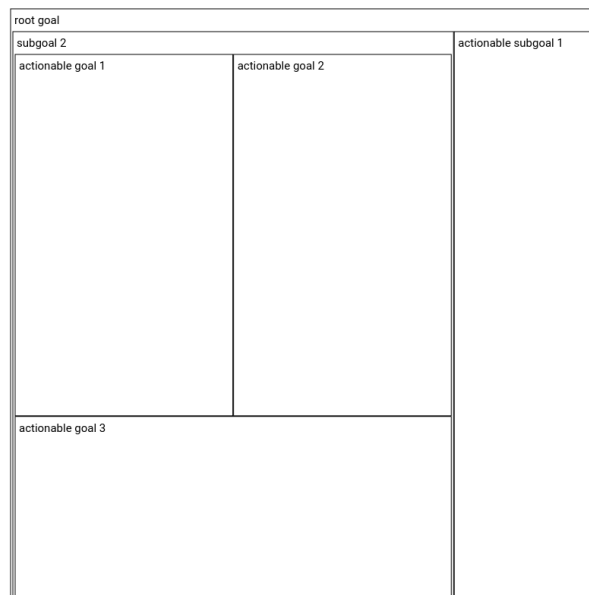 root goal
subgoal 2
actionable subgoal 1
actionable goal 1
actionable goal 2
actionable goal 3